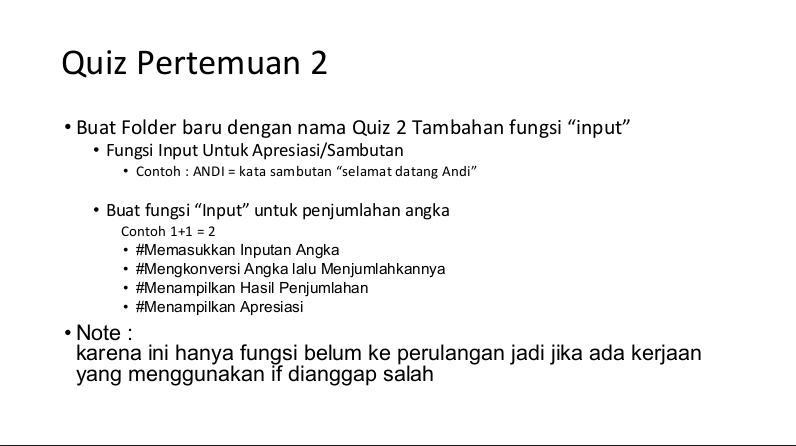 Quiz Pertemuan 2
• Buat Folder baru dengan nama Quiz 2 Tambahan fungsi “input”
• Fungsi Input Untuk Apresiasi/Sambutan
• Contoh : ANDI = kata sambutan “selamat datang Andi”
• Buat fungsi “Input” untuk penjumlahan angka
Contoh 1+1 = 2
• #Memasukkan Inputan Angka
• #Mengkonversi Angka lalu Menjumlahkannya
• #Menampilkan Hasil Penjumlahan
• #Menampilkan Apresiasi
• Note :
karena ini hanya fungsi belum ke perulangan jadi jika ada kerjaan
yang menggunakan if dianggap salah